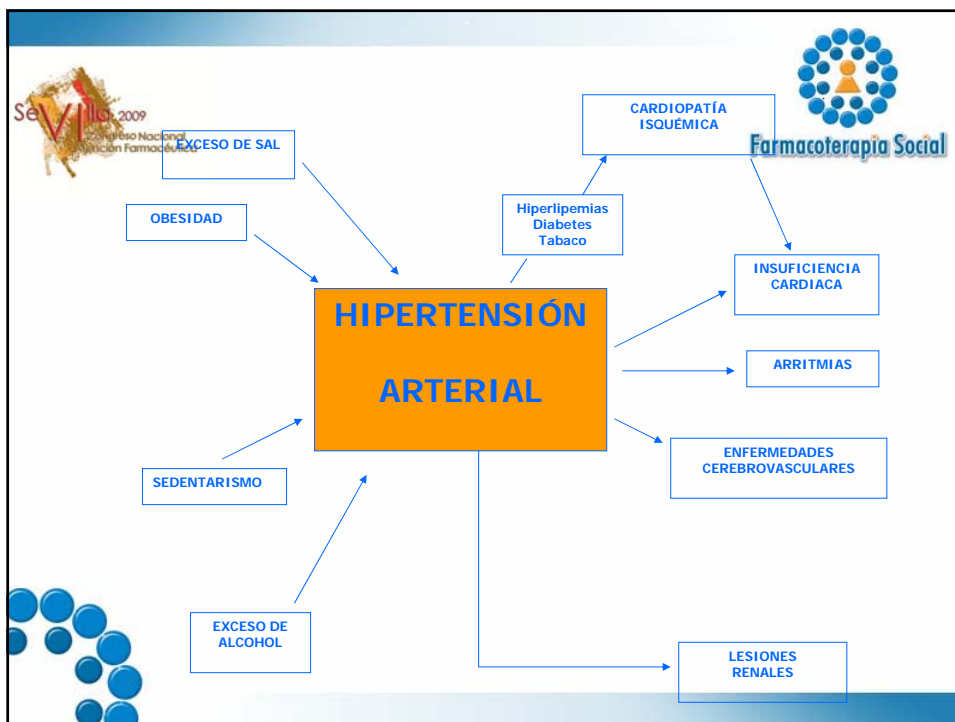 SeVIlla 2009
Congreso Nacional
Atención Farmacéutica
Farmacoterapia Social
EXCESO DE SAL
OBESIDAD
SEDENTARISMO
EXCESO DE
ALCOHOL
HIPERTENSIÓN
ARTERIAL
Hiperlipemias
Diabetes
Tabaco
CARDIOPATÍA
ISQUÉMICA
INSUFICIENCIA
CARDIACA
ARRITMIAS
ENFERMEDADES
CEREBROVASCULARES
LESIONES
RENALES